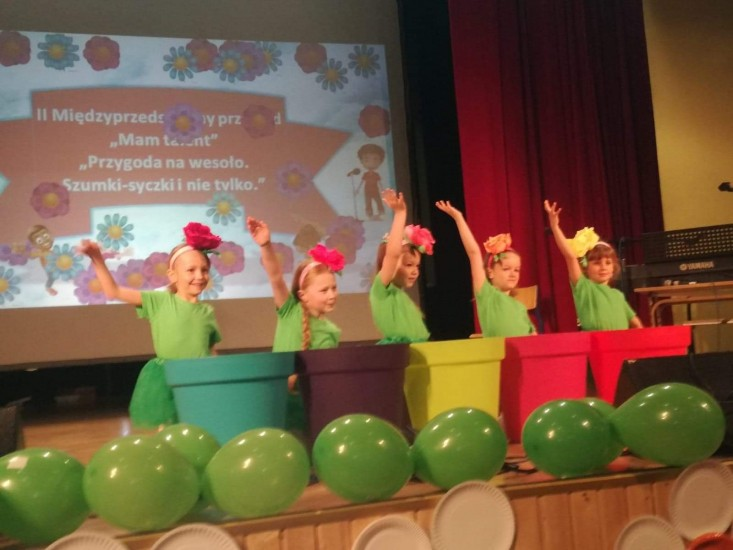 II
„Mam talent”
„Przygoda na wesoło.
Szumki-syczki i nie tylko.”
YAMAHA